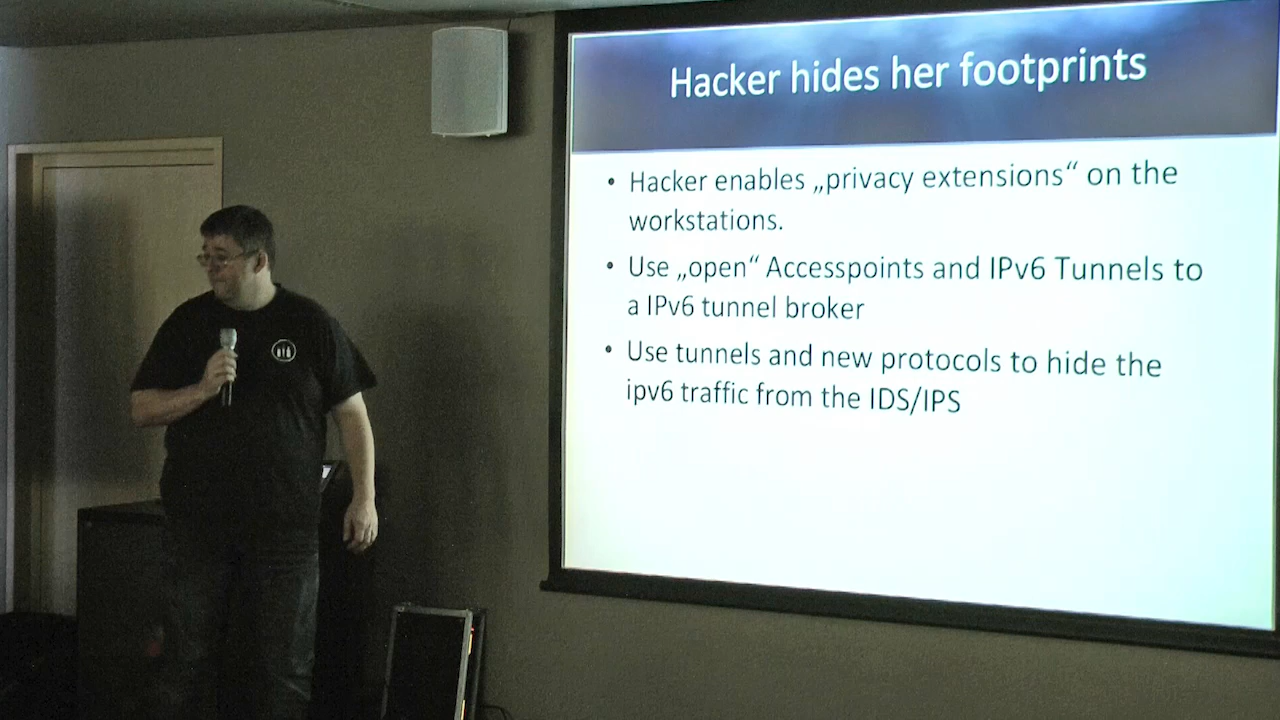 Hacker hides her footprints
• Hacker enables „privacy extensions“ on the
workstations.
• Use „open“ Accesspoints and IPv6 Tunnels to
a IPv6 tunnel broker
• Use tunnels and new protocols to hide the
ipv6 traffic from the IDS/IPS